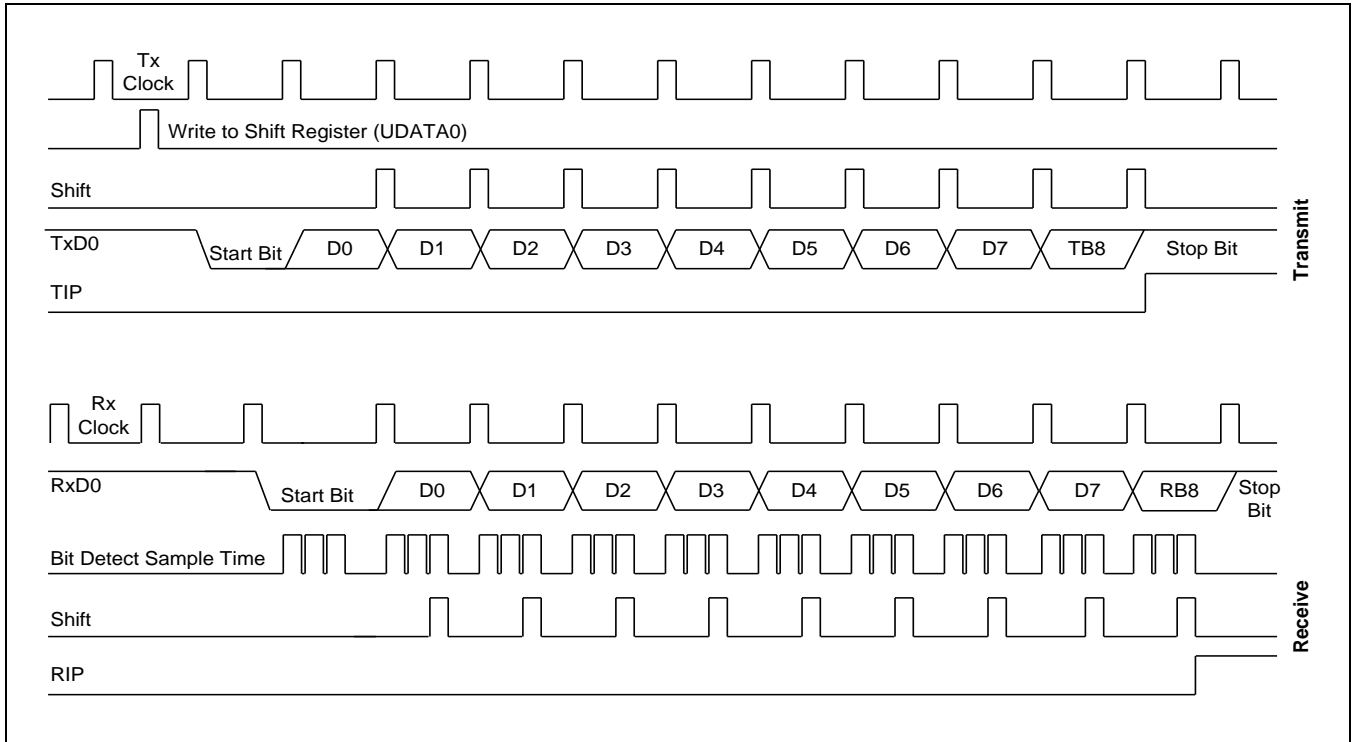 Tx
Clock
Write to Shift Register (UDATA0)
Shift
TxD0
Start Bit
D0
D1
D2
D3
D4
D5
D6
D7
TB8
Stop Bit
TIP
Transmit
Rx
Clock
RxD0
Start Bit
D0
D1
D2
D3
D4
D5
D6
D7
RB8
Stop
Bit
Bit Detect Sample Time
Shift
RIP
Receive